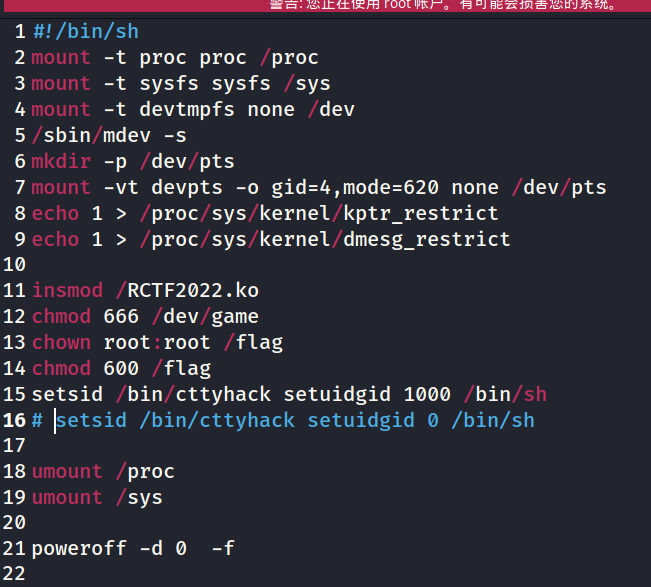 警告: 您正在使用 root 帐户。有可能会损害您的系统。
1 #!/bin/sh
2 mount -t proc proc /proc
3 mount -t sysfs sysfs /sys
4 mount -t devtmpfs none /dev
5 /sbin/mdev -s
6 mkdir -p /dev/pts
7 mount -vt devpts -o gid=4,mode=620 none /dev/pts
8 echo 1 > /proc/sys/kernel/kptr_restrict
9 echo 1 > /proc/sys/kernel/dmesg_restrict
10
11 insmod /RCTF2022.ko
12 chmod 666 /dev/game
13 chown root:root /flag
14 chmod 600 /flag
15 setsid /bin/cttyhack setuidgid 1000 /bin/sh
16 # setsid /bin/cttyhack setuidgid 0 /bin/sh
17
18 umount /proc
19 umount /sys
20
21 poweroff -d 0  -f
22